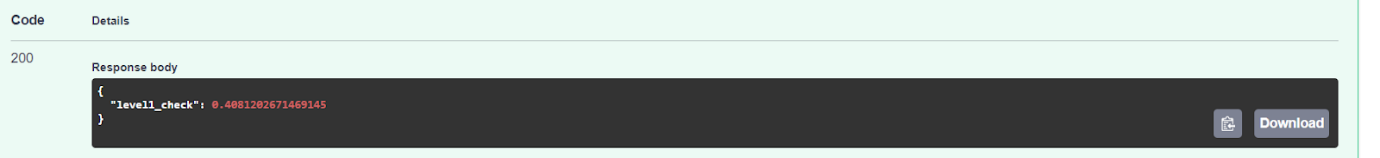 Code Details
200
Response body
{
  "level1_check": 0.4081202671469145
}
Download